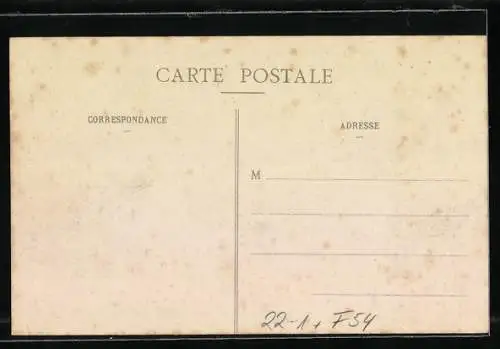 CARTE POSTALE
CORRESPONDANCE
ADRESSE
M
22-1+ F54